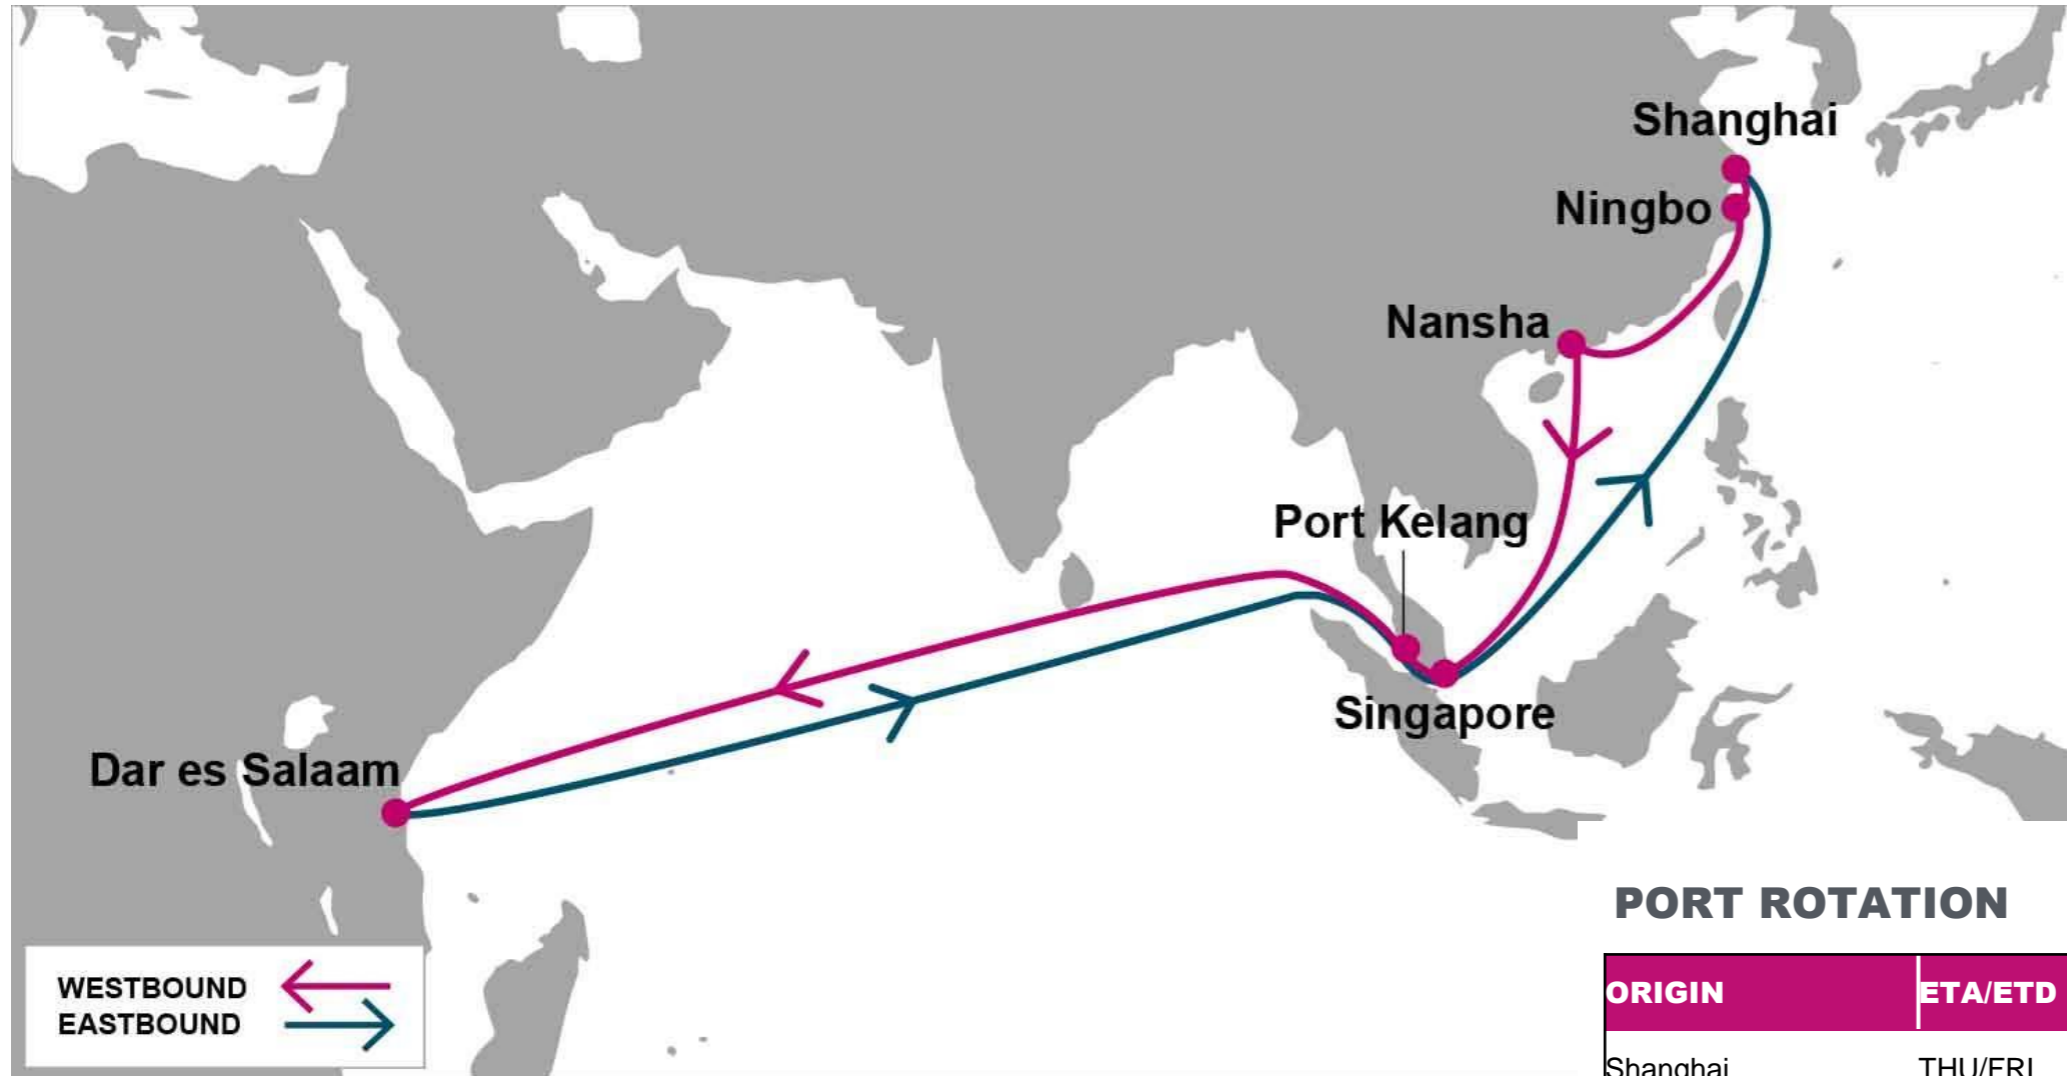 Shanghai
Ningbo
Nansha
Port Kelang
Singapore
Dar es Salaam
WESTBOUND
EASTBOUND
PORT ROTATION
ORIGIN ETA/ETD
Shanghai THU/FRI